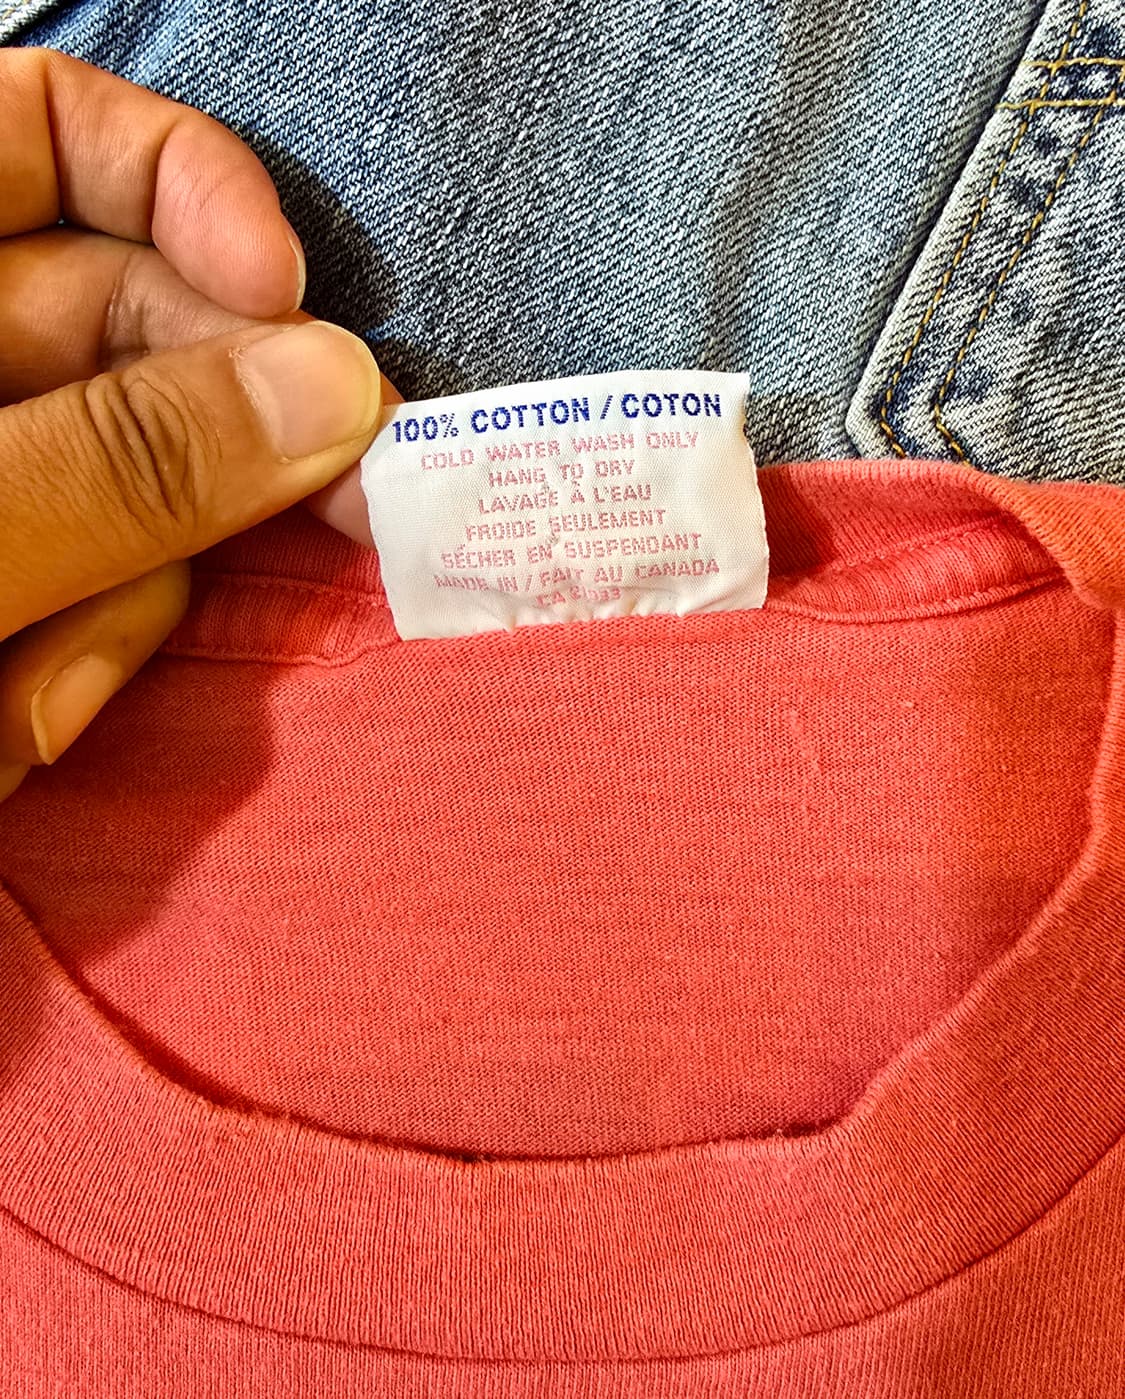 100% COTTON / COTON
COLD WATER WASH ONLY
HANG TO DRY
LAVAGE À L'EAU
FROIDE SEULEMENT
SÉCHER EN SUSPENDANT
MADE IN / FAIT AU CANADA
CA